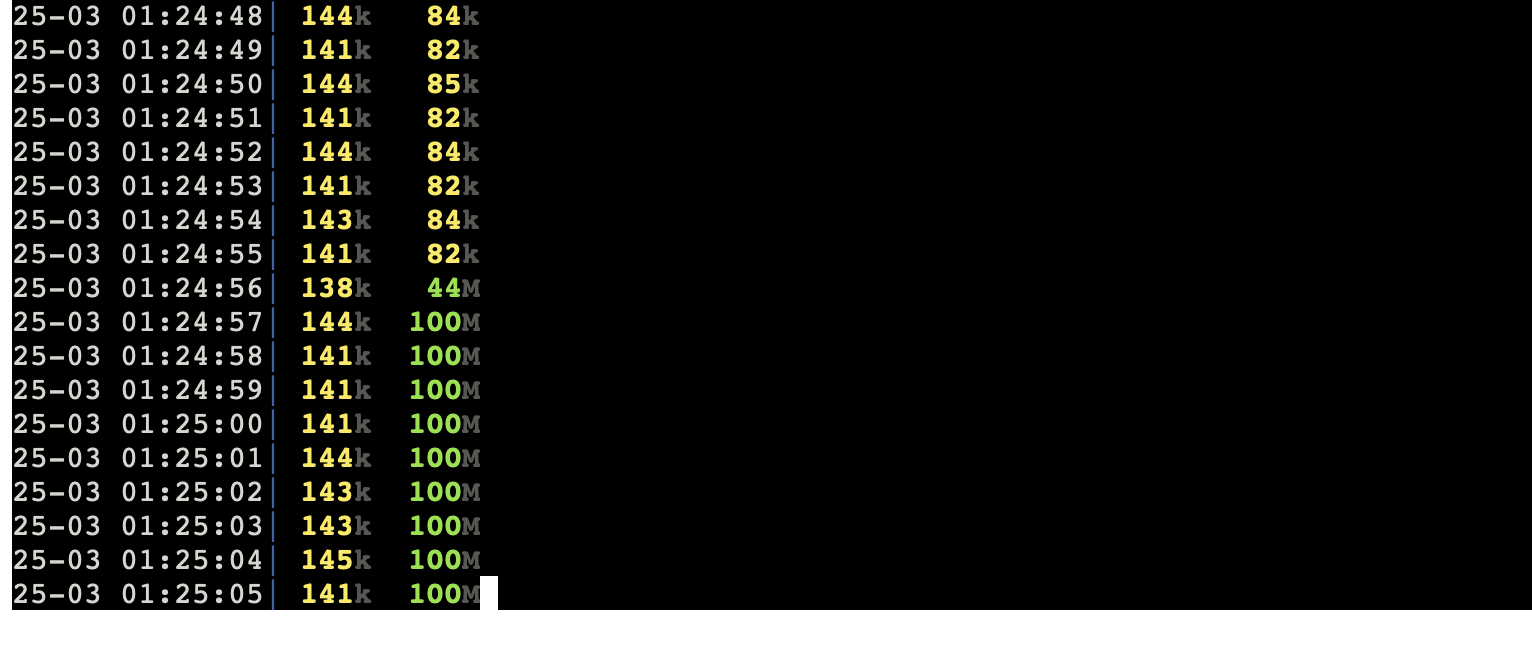 25-03 01:24:48| 144k 84k
25-03 01:24:49| 141k 82k
25-03 01:24:50| 144k 85k
25-03 01:24:51| 141k 82k
25-03 01:24:52| 144k 84k
25-03 01:24:53| 141k 82k
25-03 01:24:54| 143k 84k
25-03 01:24:55| 141k 82k
25-03 01:24:56| 138k 44M
25-03 01:24:57| 144k 100M
25-03 01:24:58| 141k 100M
25-03 01:24:59| 141k 100M
25-03 01:25:00| 141k 100M
25-03 01:25:01| 144k 100M
25-03 01:25:02| 143k 100M
25-03 01:25:03| 143k 100M
25-03 01:25:04| 145k 100M
25-03 01:25:05| 141k 100M